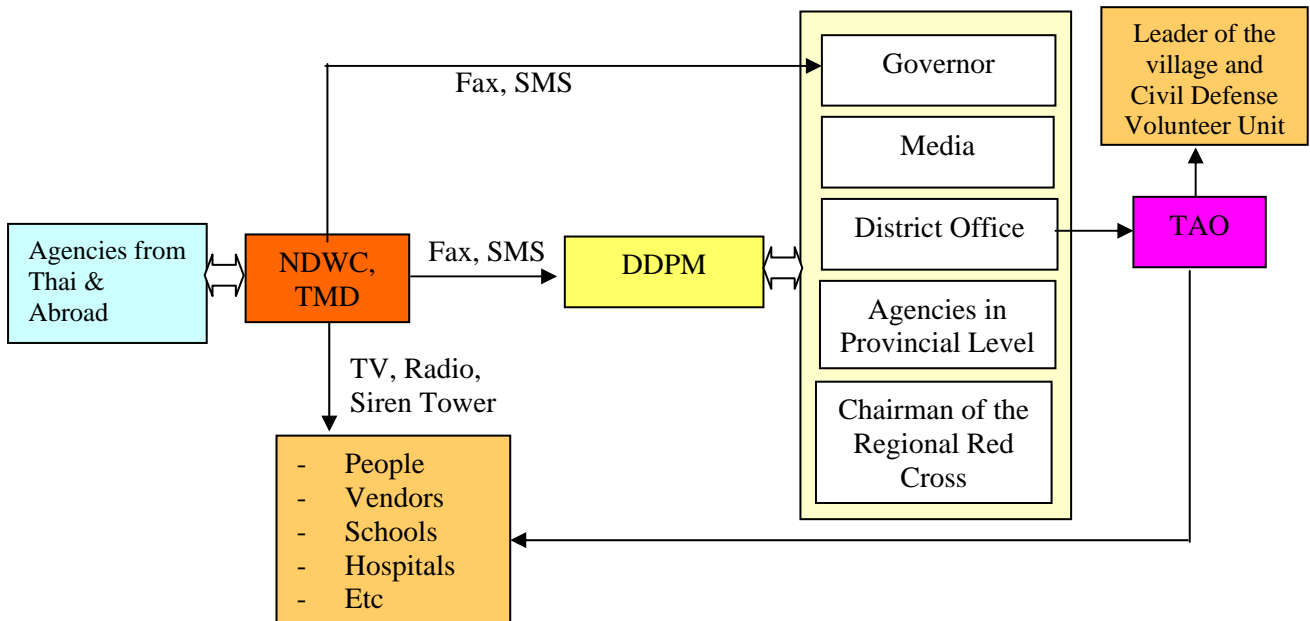 Agencies from
Thai &
Abroad
NDWC,
TMD
Fax, SMS
Fax, SMS
TV, Radio,
Siren Tower
- People
- Vendors
- Schools
- Hospitals
- Etc
DDPM
Governor
Media
District Office
Agencies in
Provincial Level
Chairman of the
Regional Red
Cross
TAO
Leader of the
village and
Civil Defense
Volunteer Unit